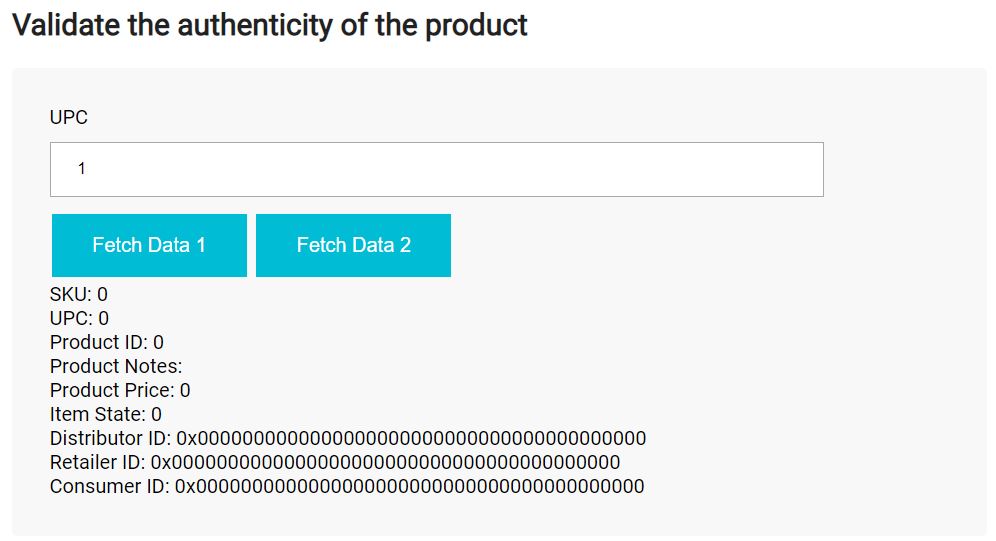 Validate the authenticity of the product
UPC
1
Fetch Data 1 Fetch Data 2
SKU: 0
UPC: 0
Product ID: 0
Product Notes:
Product Price: 0
Item State: 0
Distributor ID: 0x0000000000000000000000000000000000000000
Retailer ID: 0x0000000000000000000000000000000000000000
Consumer ID: 0x0000000000000000000000000000000000000000